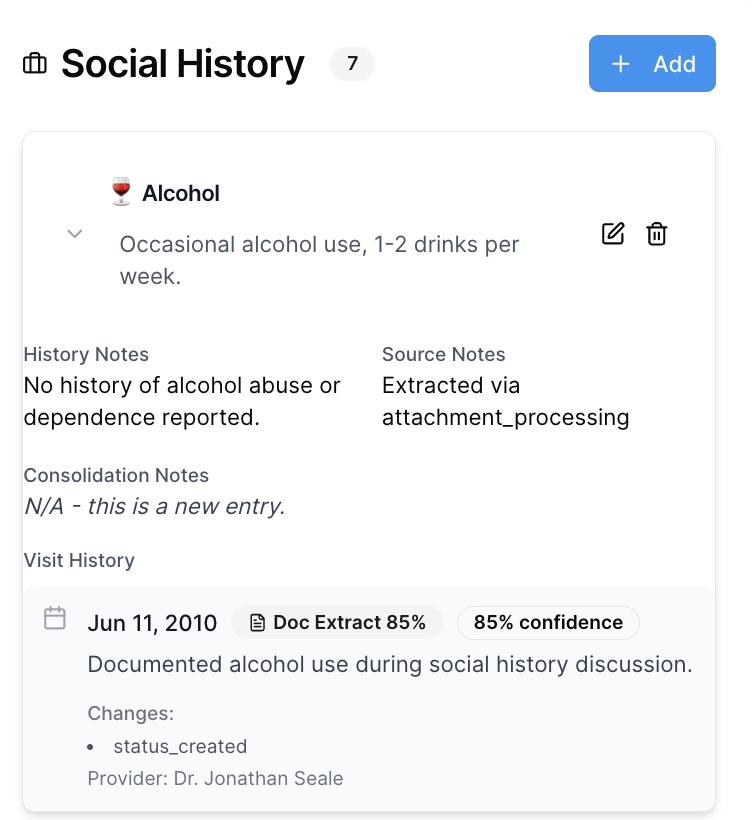 Social History 7
+ Add
Alcohol
Occasional alcohol use, 1-2 drinks per
week.
History Notes
No history of alcohol abuse or
dependence reported.
Source Notes
Extracted via
attachment_processing
Consolidation Notes
N/A - this is a new entry.
Visit History
Jun 11, 2010 Doc Extract 85% 85% confidence
Documented alcohol use during social history discussion.
Changes:
• status_created
Provider: Dr. Jonathan Seale